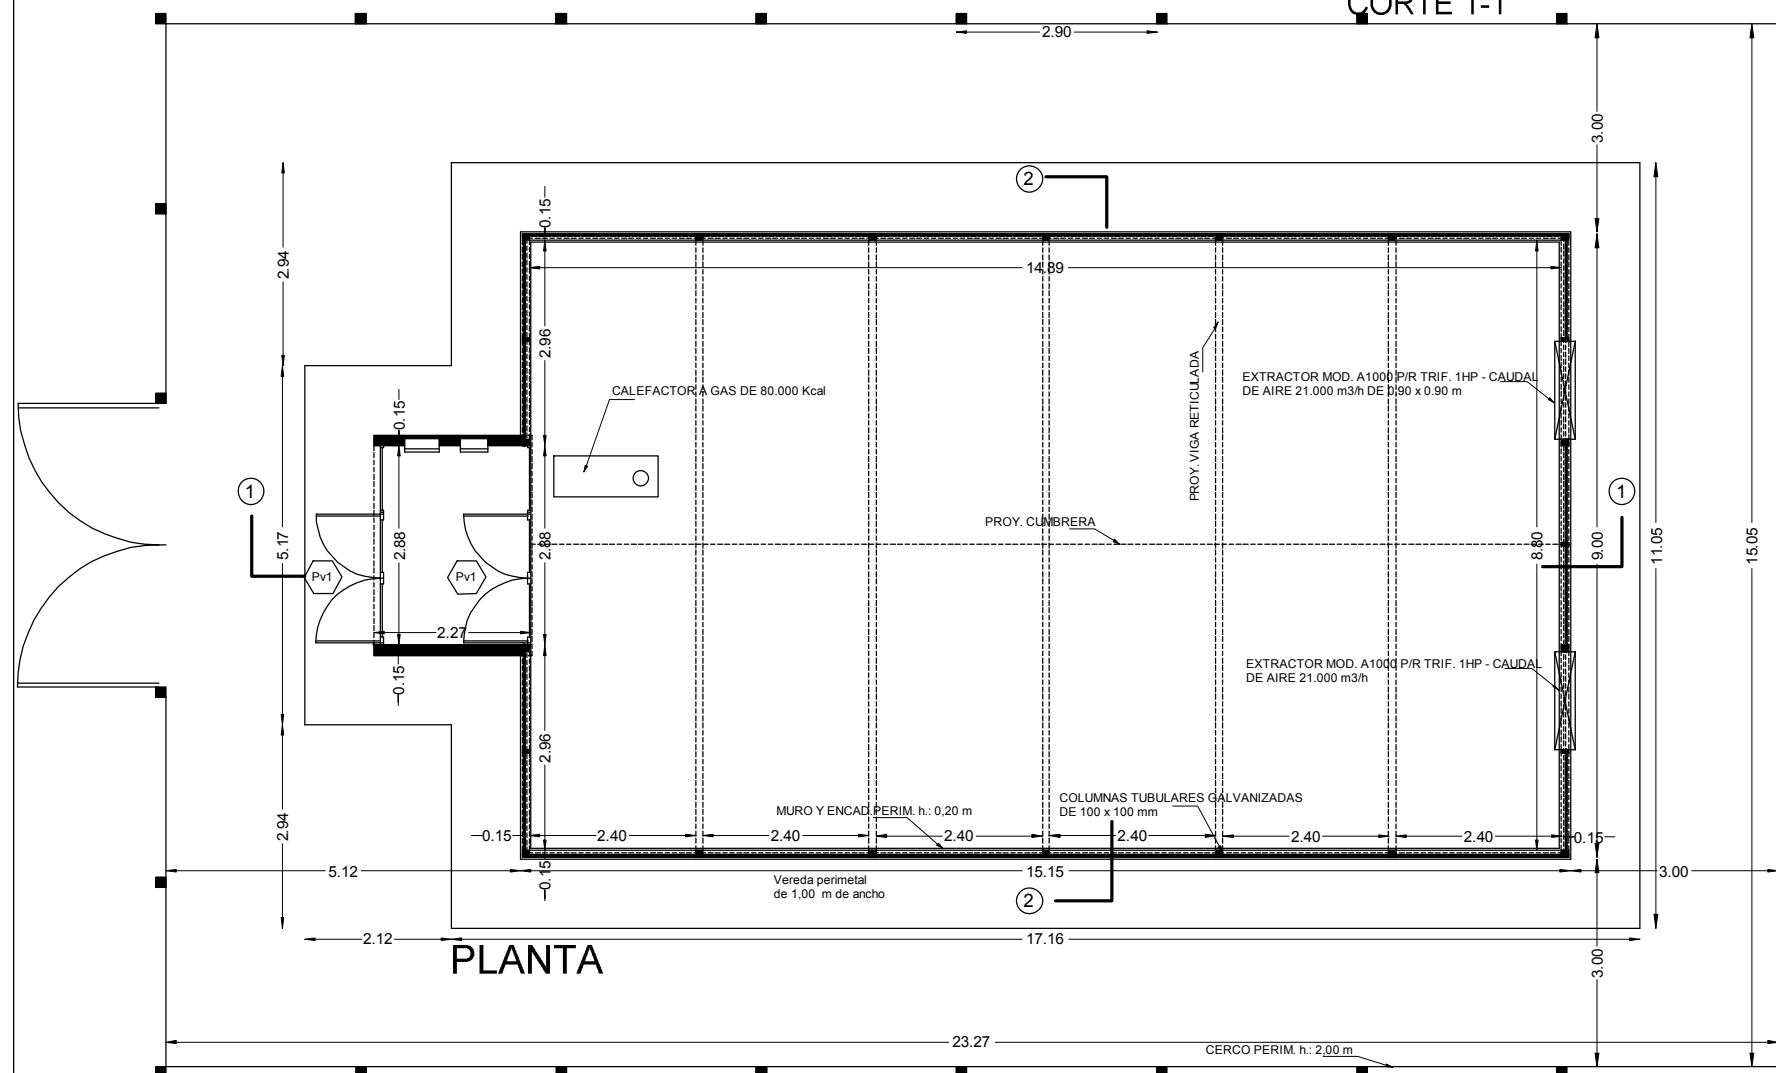 CORTE 1-1
2.90
3.00
2
0.15
14.89
2.94
2.96
PROY. VIGA RETICULADA
CALEFACTOR A GAS DE 80.000 Kcal
EXTRACTOR MOD. A1000 P/R TRIF. 1HP - CAUDAL
DE AIRE 21.000 m3/h DE 0.90 x 0.90 m
0.15
1
1
PROY. CUMBRERA
5.17
2.88
2.88
8.80
9.00
11.05
15.05
Pv1
Pv1
2.27
0.15
EXTRACTOR MOD. A1000 P/R TRIF. 1HP - CAUDAL
DE AIRE 21.000 m3/h
2.96
2.94
MURO Y ENCAD.PERIM. h.: 0,20 m
COLUMNAS TUBULARES GALVANIZADAS
DE 100 x 100 mm
0.15
2.40
2.40
2.40
2.40
2.40
2.40
0.15
5.12
0.15
15.15
3.00
Vereda perimetal
de 1,00 m de ancho
2
2.12
17.16
PLANTA
3.00
23.27
CERCO PERIM. h.: 2,00 m